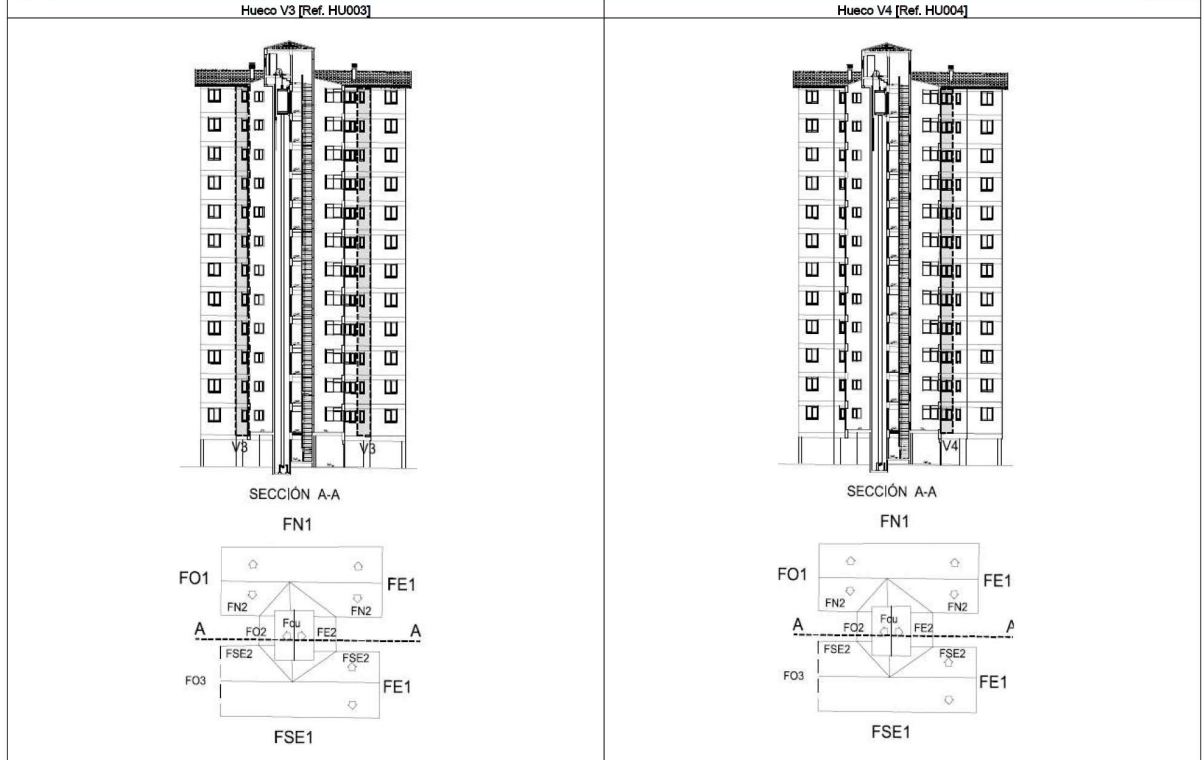 Hueco V3 [Ref. HU003]
V3 V3
SECCIÓN A-A
FN1
FO1 FE1
FN2 FN2
A FO2 Fcu FE2 A
FSE2 FSE2
FO3 FE1
FSE1
Hueco V4 [Ref. HU004]
V4
SECCIÓN A-A
FN1
FO1 FE1
FN2 FN2
A FO2 Fcu FE2 A
FSE2 FSE2
FO3 FE1
FSE1